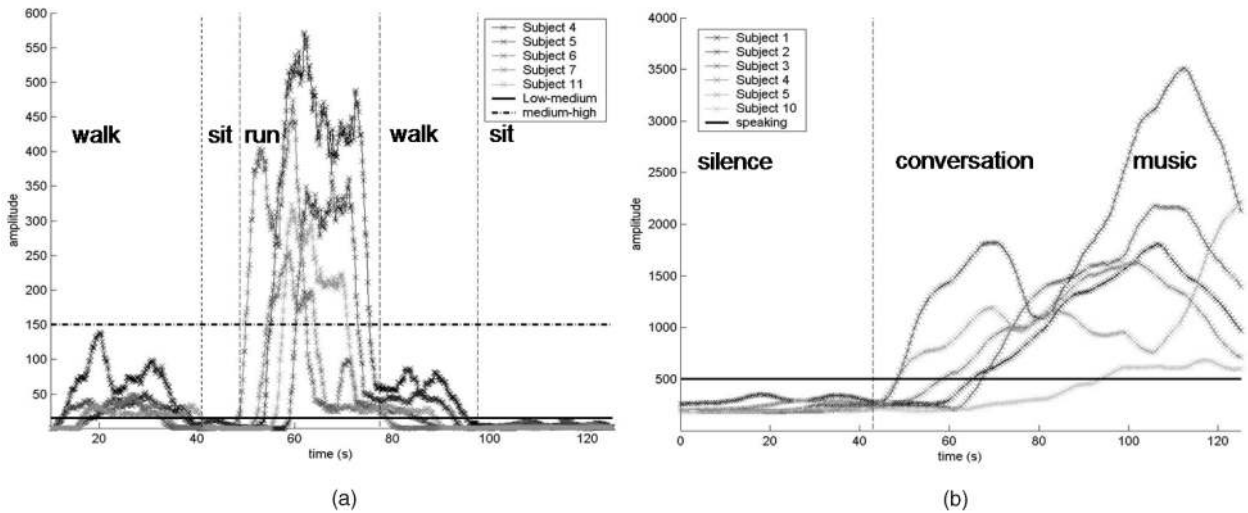 600
550
500
450
400
350
300
250
200
150
100
50
amplitude
Subject 4
Subject 5
Subject 6
Subject 7
Subject 11
Low-medium
medium-high
walk sit run walk sit
20 40 60 80 100 120
time (s)
(a)
4000
3500
3000
2500
2000
1500
1000
500
0
amplitude
Subject 1
Subject 2
Subject 3
Subject 4
Subject 5
Subject 10
speaking
silence conversation music
0 20 40 60 80 100 120
time (s)
(b)